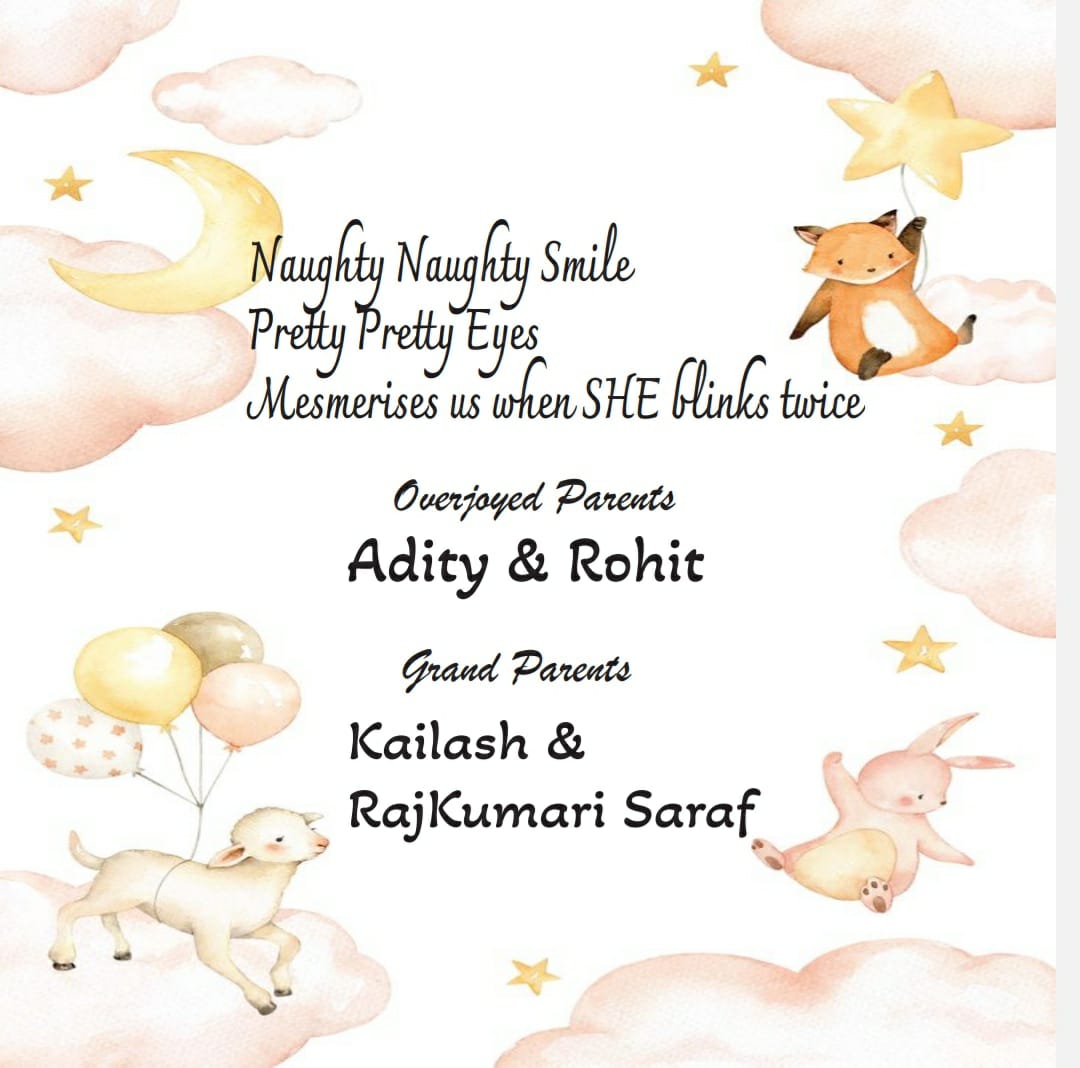 Naughty Naughty Smile
Pretty Pretty Eyes
Mesmerises us when SHE blinks twice
Overjoyed Parents
Adity & Rohit
Grand Parents
Kailash &
RajKumari Saraf